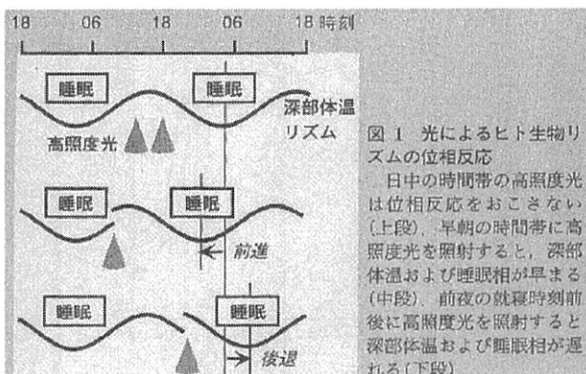 18 06 18 06 18 時刻
睡眠 睡眠
深部体温
リズム
高照度光
睡眠 睡眠
前進
睡眠 睡眠
後退
図 1 光によるヒト生物リ
ズムの位相反応
日中の時間帯の高照度光
は位相反応をおこさない
(上段).早朝の時間帯に高
照度光を照射すると,深部
体温および睡眠相が早まる
(中段).前夜の就寝時刻前
後に高照度光を照射すると
深部体温および睡眠相が遅
れる(下段)